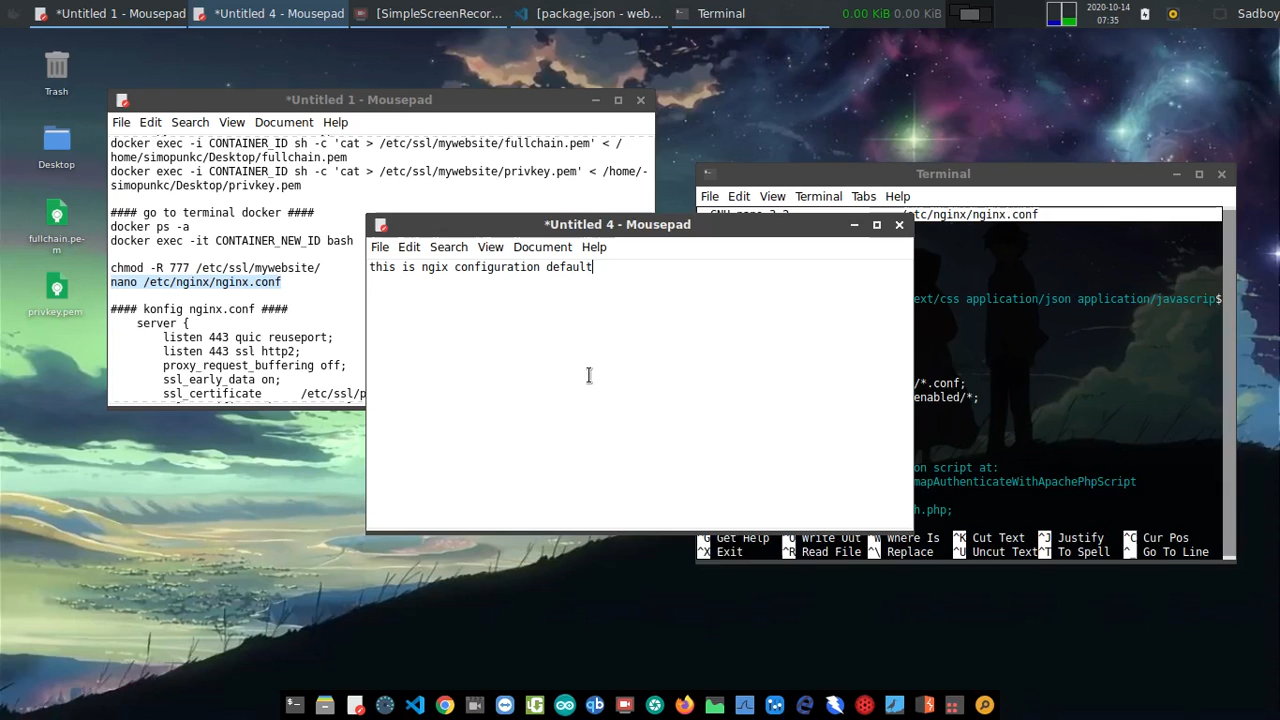 *Untitled 1 - Mousepad
*Untitled 4 - Mousepad
[SimpleScreenRecor...
[package.json - web...
Terminal
0.00 KiB 0.00 KiB
2020-10-14
07:35
Sadboy
Trash
Desktop
fullchain.pe-
m
privkey.pem
*Untitled 1 - Mousepad
File Edit Search View Document Help
docker exec -i CONTAINER_ID sh -c 'cat > /etc/ssl/mywebsite/fullchain.pem' < /
home/simopunkc/Desktop/fullchain.pem
docker exec -i CONTAINER_ID sh -c 'cat > /etc/ssl/mywebsite/privkey.pem' < /home/-
simopunkc/Desktop/privkey.pem
#### go to terminal docker ####
docker ps -a
docker exec -it CONTAINER_NEW_ID bash
chmod -R 777 /etc/ssl/mywebsite/
nano /etc/nginx/nginx.conf
#### konfig nginx.conf ####
server {
listen 443 quic reuseport;
listen 443 ssl http2;
proxy_request_buffering off;
ssl_early_data on;
ssl_certificate /etc/ssl/p
*Untitled 4 - Mousepad
File Edit Search View Document Help
this is ngix configuration default
Terminal
File Edit View Terminal Tabs Help
/etc/nginx/nginx.conf
ext/css application/json application/javascrip$
/*.conf;
enabled/*;
on script at:
mapAuthenticateWithApachePhpScript
h.php;
^G Get Help ^O Write Out ^W Where Is ^K Cut Text ^J Justify ^C Cur Pos
^X Exit ^R Read File ^\ Replace ^U Uncut Text ^T To Spell ^_ Go To Line